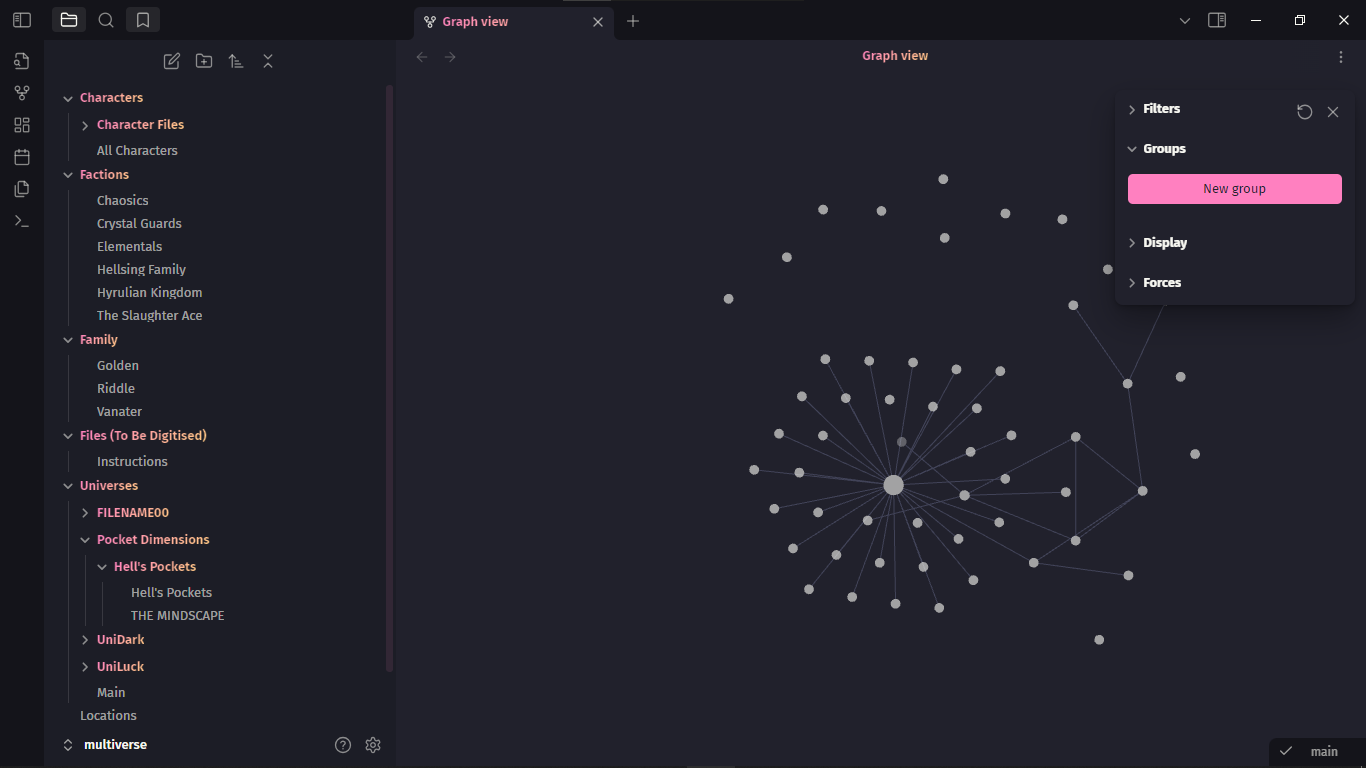 Graph view
Graph view
Characters
Character Files
All Characters
Factions
Chaosics
Crystal Guards
Elementals
Hellsing Family
Hyrulian Kingdom
The Slaughter Ace
Family
Golden
Riddle
Vanater
Files (To Be Digitised)
Instructions
Universes
FILENAME00
Pocket Dimensions
Hell's Pockets
Hell's Pockets
THE MINDSCAPE
UniDark
UniLuck
Main
Locations
multiverse
Filters
Groups
New group
Display
Forces
main